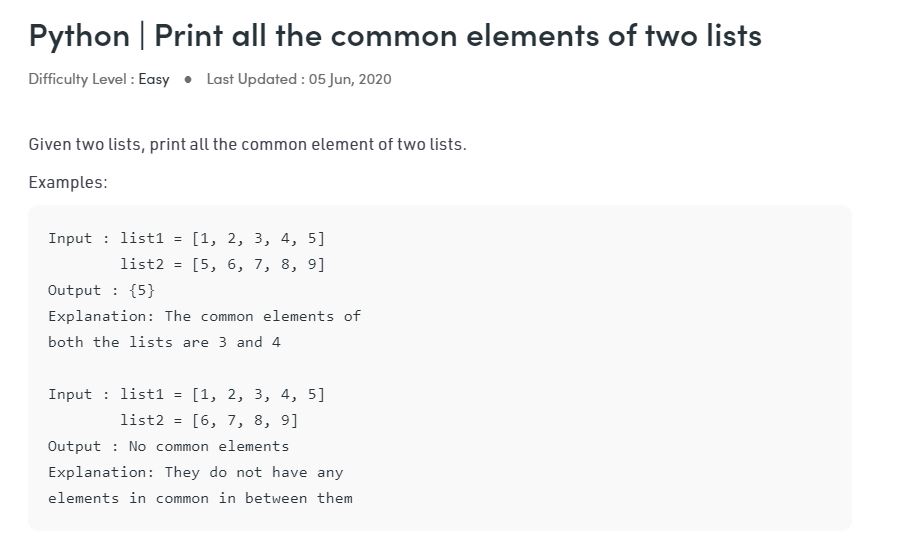 Python | Print all the common elements of two lists
Difficulty Level : Easy ● Last Updated : 05 Jun, 2020
Given two lists, print all the common element of two lists.
Examples:
Input : list1 = [1, 2, 3, 4, 5]
        list2 = [5, 6, 7, 8, 9]
Output : {5}
Explanation: The common elements of
both the lists are 3 and 4
Input : list1 = [1, 2, 3, 4, 5]
        list2 = [6, 7, 8, 9]
Output : No common elements
Explanation: They do not have any
elements in common in between them